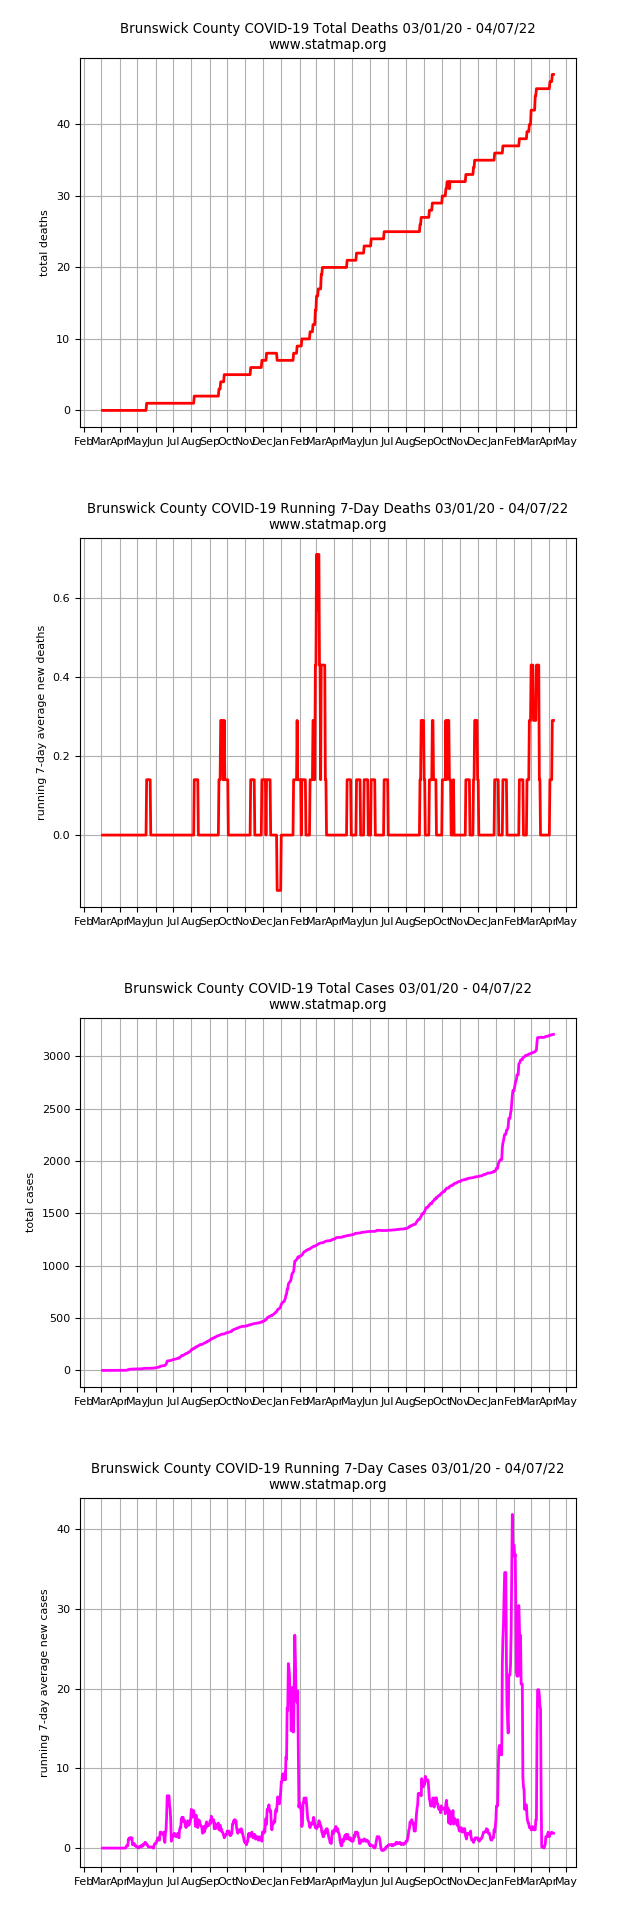 Brunswick County COVID-19 Total Deaths 03/01/20 - 04/07/22
www.statmap.org
40
30
20
10
0
total deaths
Feb Mar Apr May Jun Jul Aug Sep Oct Nov Dec Jan Feb Mar Apr May Jun Jul Aug Sep Oct Nov Dec Jan Feb Mar Apr May
Brunswick County COVID-19 Running 7-Day Deaths 03/01/20 - 04/07/22
www.statmap.org
0.6
0.4
0.2
0.0
running 7-day average new deaths
Feb Mar Apr May Jun Jul Aug Sep Oct Nov Dec Jan Feb Mar Apr May Jun Jul Aug Sep Oct Nov Dec Jan Feb Mar Apr May
Brunswick County COVID-19 Total Cases 03/01/20 - 04/07/22
www.statmap.org
3000
2500
2000
1500
1000
500
0
total cases
Feb Mar Apr May Jun Jul Aug Sep Oct Nov Dec Jan Feb Mar Apr May Jun Jul Aug Sep Oct Nov Dec Jan Feb Mar Apr May
Brunswick County COVID-19 Running 7-Day Cases 03/01/20 - 04/07/22
www.statmap.org
40
30
20
10
0
running 7-day average new cases
Feb Mar Apr May Jun Jul Aug Sep Oct Nov Dec Jan Feb Mar Apr May Jun Jul Aug Sep Oct Nov Dec Jan Feb Mar Apr May